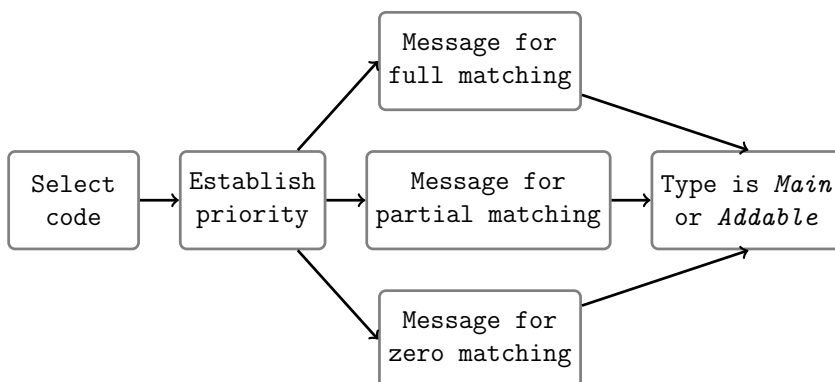 Message for
full matching
Select
code
Establish
priority
Message for
partial matching
Type is Main
or Addable
Message for
zero matching